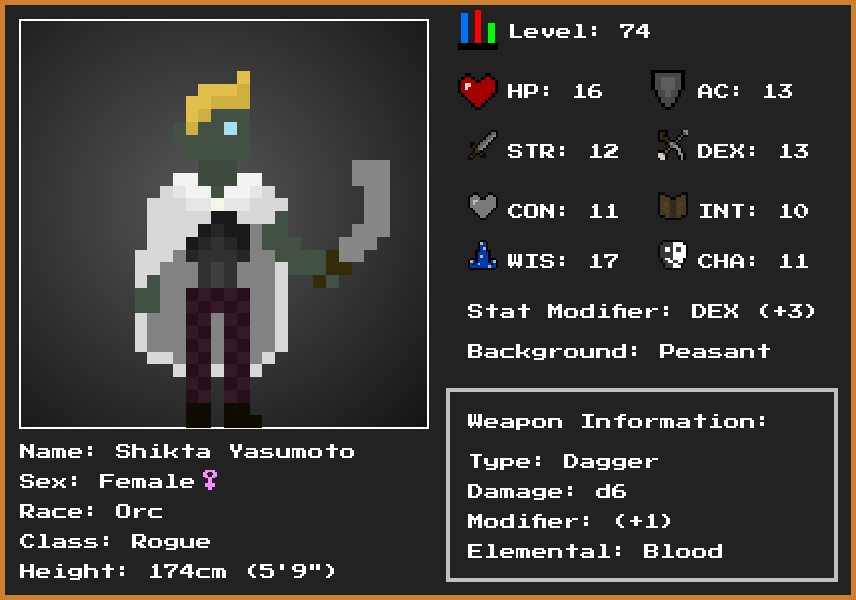 Level: 74
HP: 16
AC: 13
STR: 12
DEX: 13
CON: 11
INT: 10
WIS: 17
CHA: 11
Stat Modifier: DEX (+3)
Background: Peasant
Weapon Information:
Type: Dagger
Damage: d6
Modifier: (+1)
Elemental: Blood
Name: Shikta Yasumoto
Sex: Female♀
Race: Orc
Class: Rogue
Height: 174cm (5'9")